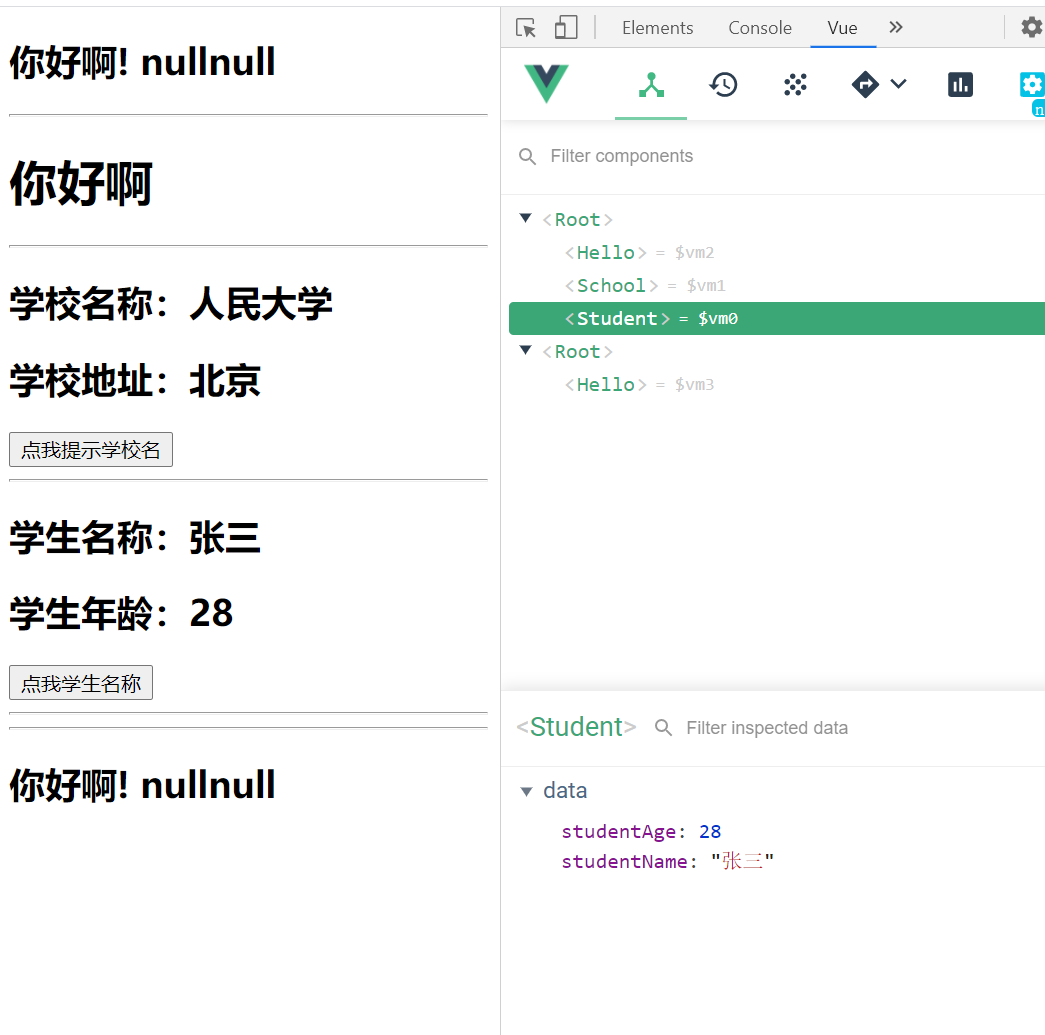 你好啊! nullnull
你好啊
学校名称：人民大学
学校地址：北京
点我提示学校名
学生名称：张三
学生年龄：28
点我学生名称
你好啊! nullnull
Elements Console Vue »
n
Filter components
<Root>
<Hello> = $vm2
<School> = $vm1
<Student> = $vm0
<Root>
<Hello> = $vm3
<Student> Filter inspected data
data
studentAge: 28
studentName: "张三"